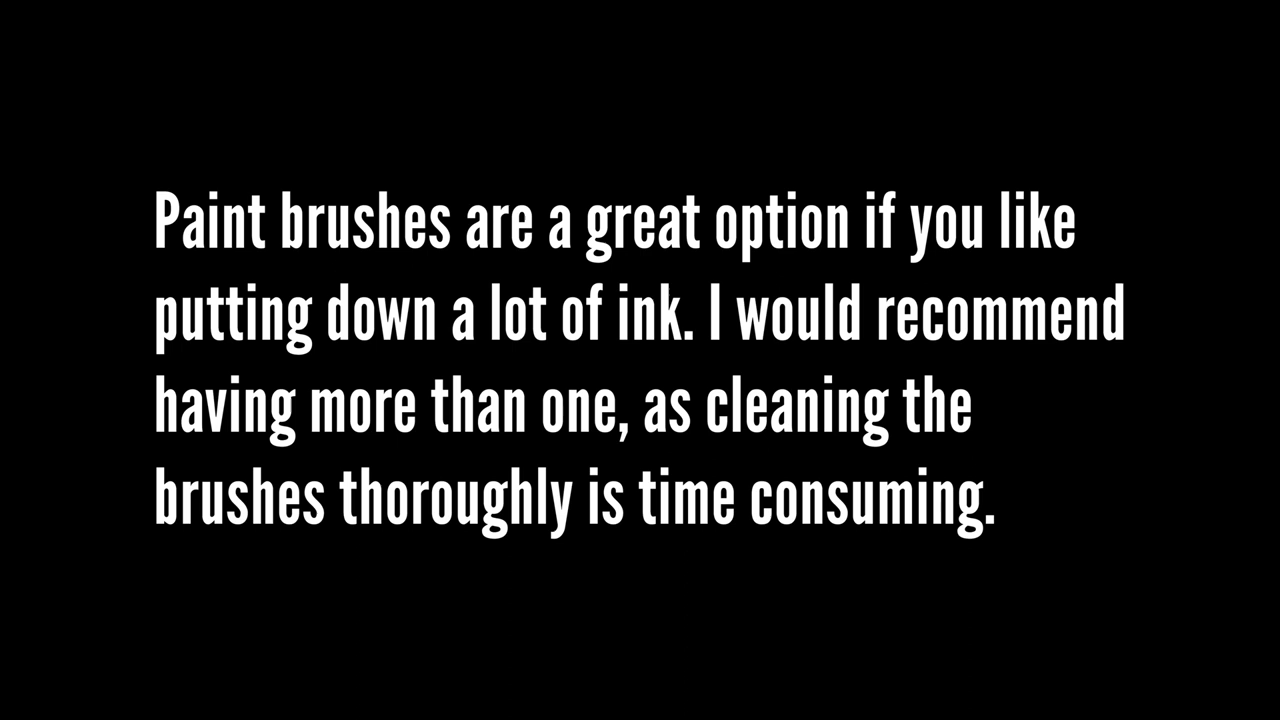 Paint brushes are a great option if you like
putting down a lot of ink. I would recommend
having more than one, as cleaning the
brushes thoroughly is time consuming.